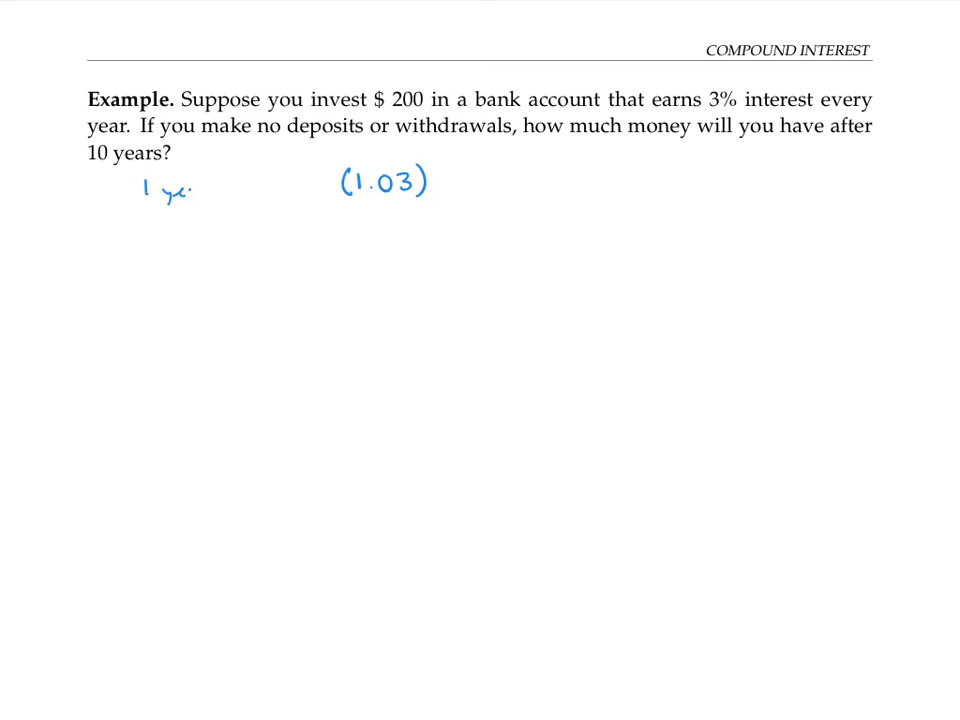 COMPOUND INTEREST
Example. Suppose you invest $ 200 in a bank account that earns 3% interest every
year. If you make no deposits or withdrawals, how much money will you have after
10 years?
1 ye. (1.03)